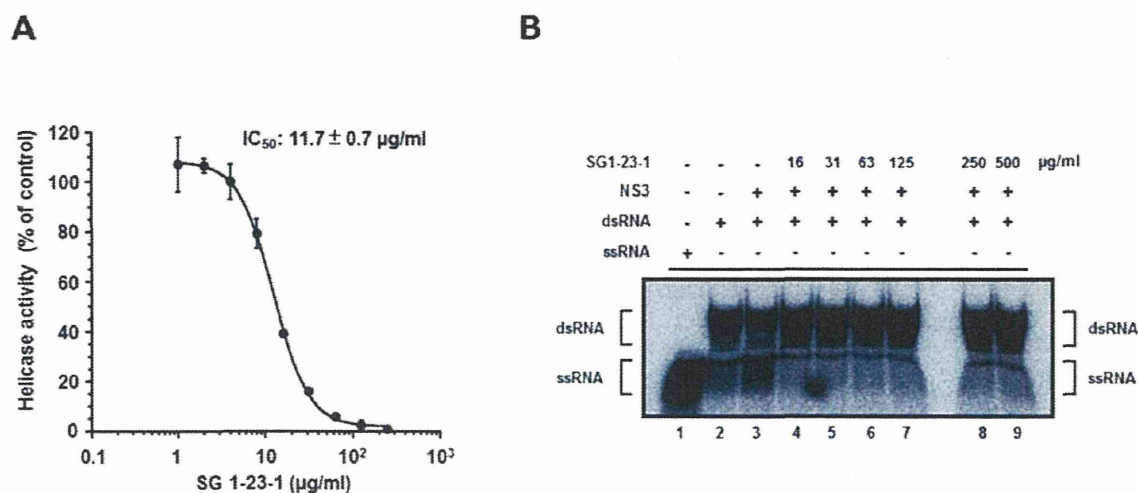 A
IC50: 11.7 ± 0.7 µg/ml
Helicase activity (% of control)
120
100
80
60
40
20
0
0.1 1 10 10² 10³
SG 1-23-1 (µg/ml)
B
SG1-23-1 - - - 16 31 63 125 250 500 µg/ml
NS3 - - + + + + + + +
dsRNA - + + + + + + + +
ssRNA + - - - - - - - -
dsRNA dsRNA
ssRNA ssRNA
1 2 3 4 5 6 7 8 9